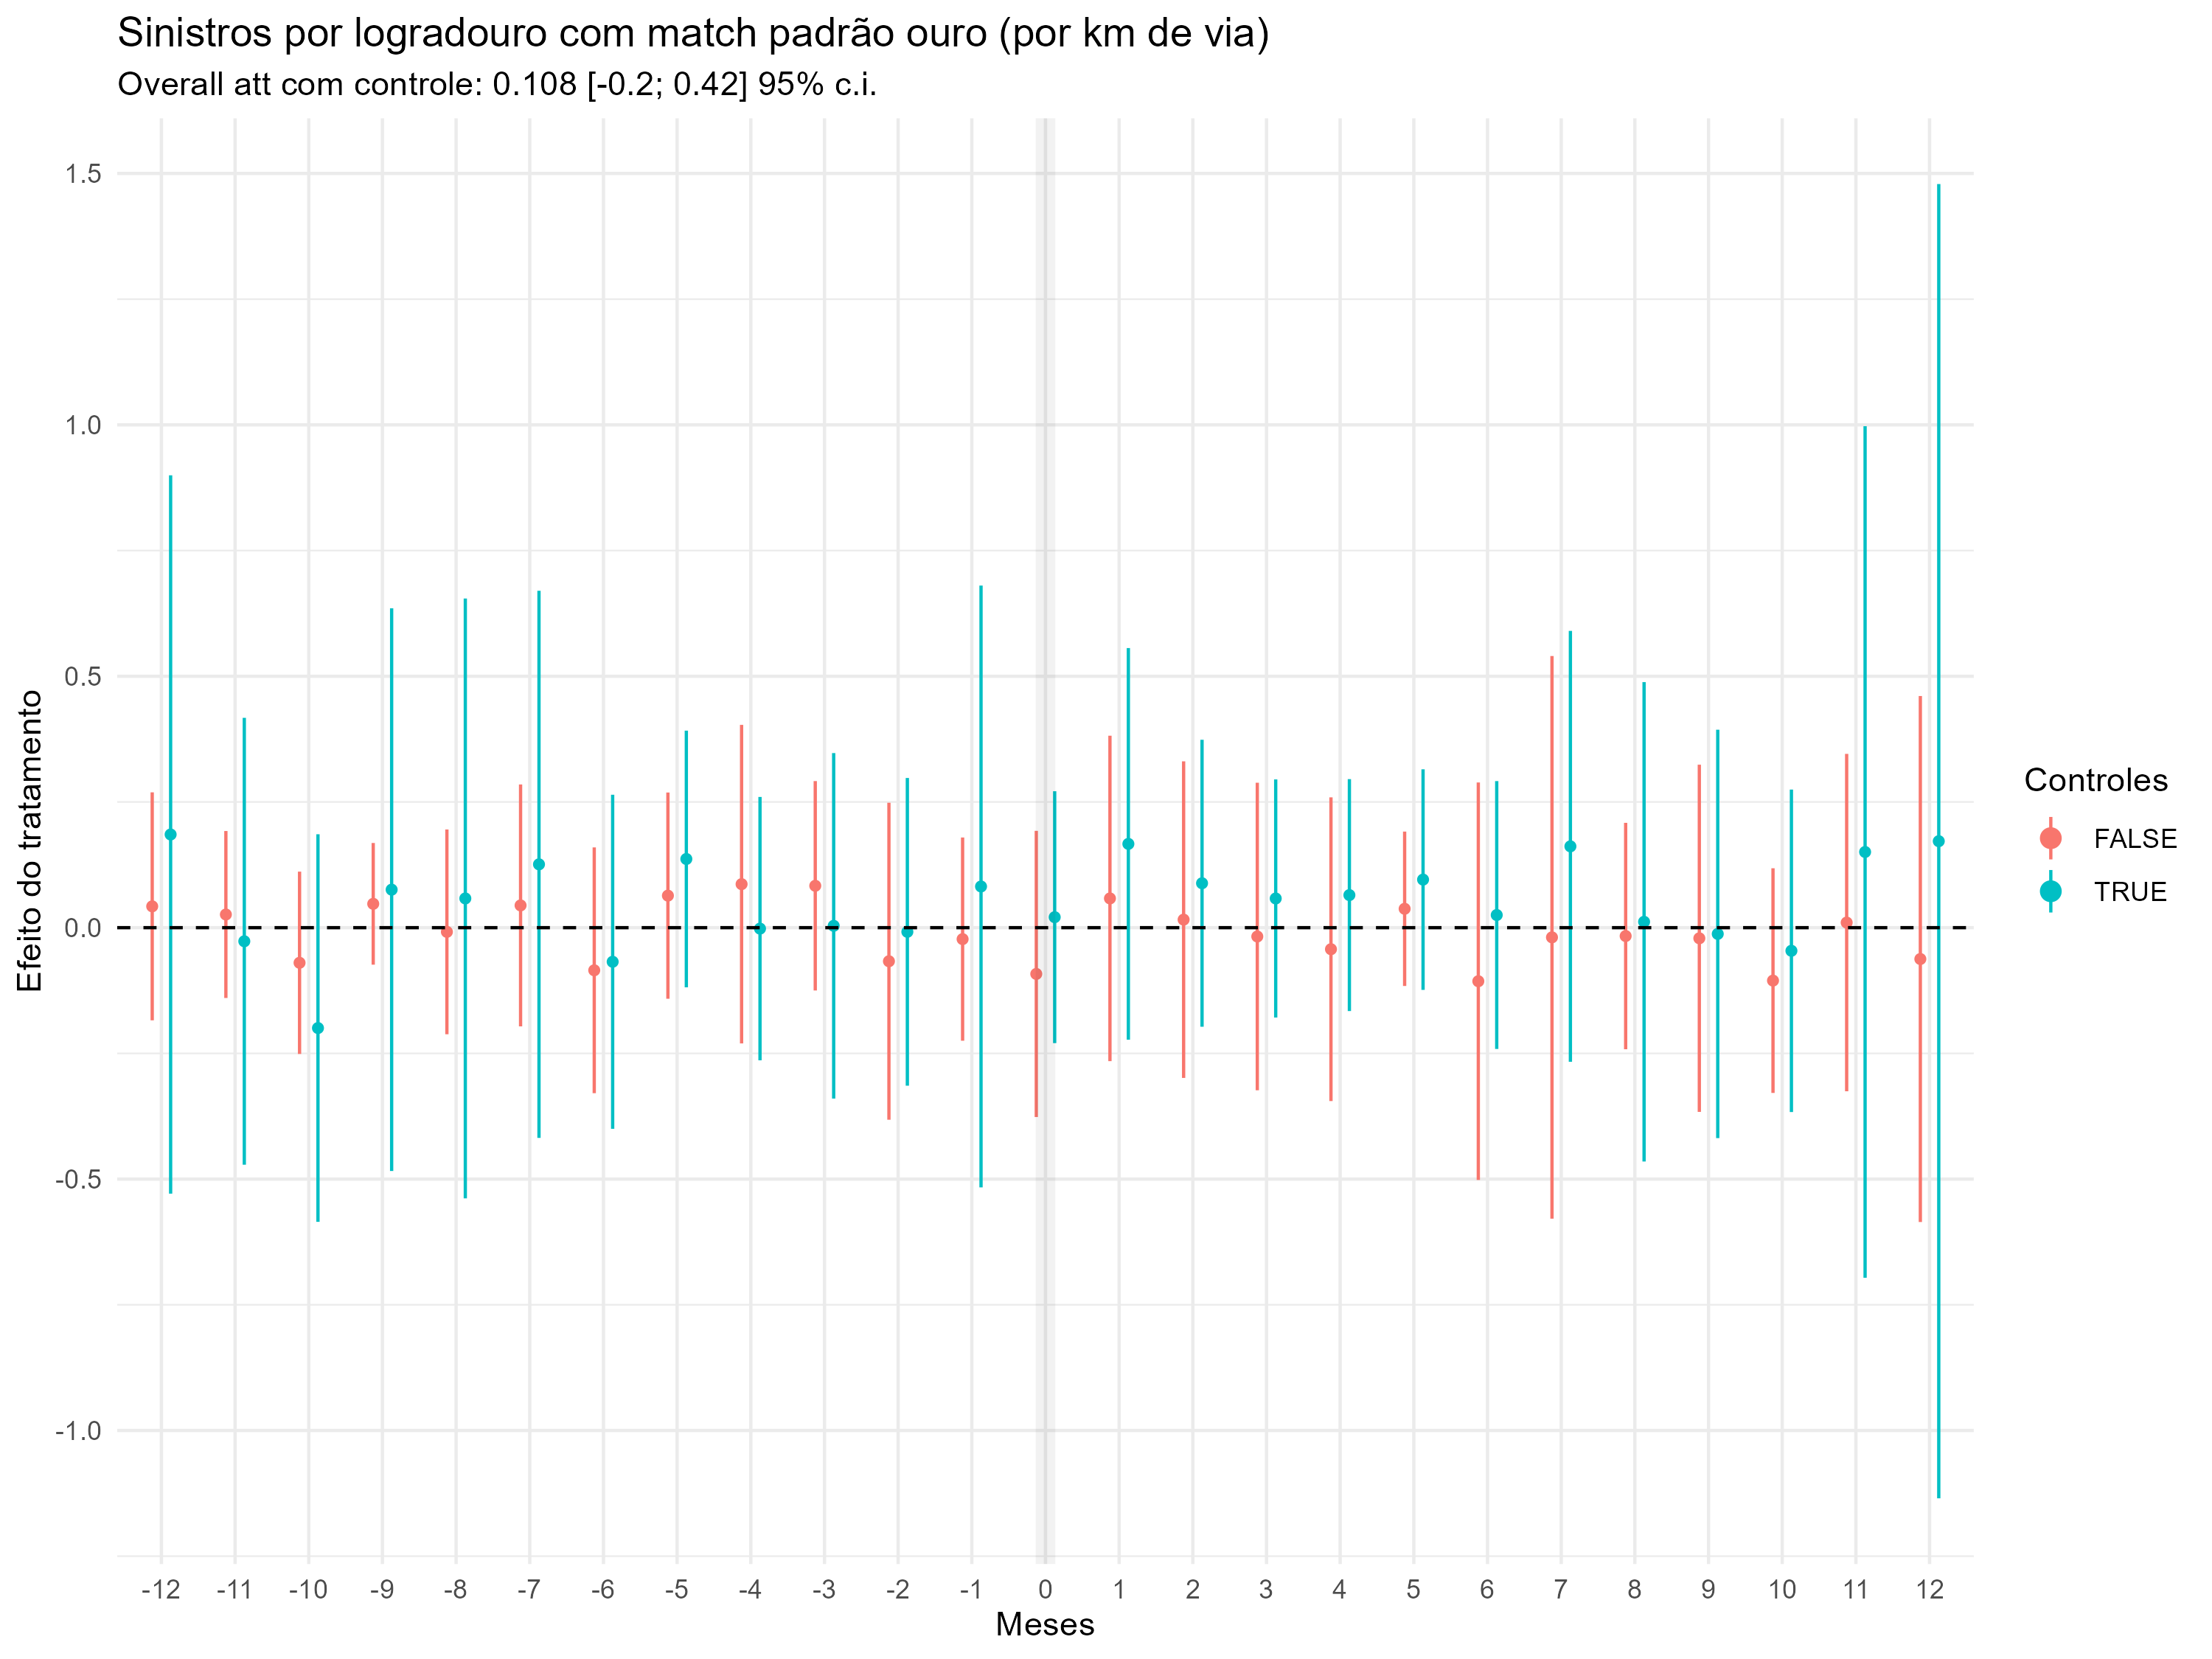 Sinistros por logradouro com match padrão ouro (por km de via)
Overall att com controle: 0.108 [-0.2; 0.42] 95% c.i.
1.5
1.0
0.5
0.0
-0.5
-1.0
Efeito do tratamento
-12 -11 -10 -9 -8 -7 -6 -5 -4 -3 -2 -1 0 1 2 3 4 5 6 7 8 9 10 11 12
Meses
Controles
FALSE
TRUE